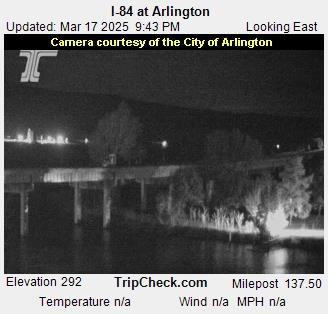 I-84 at Arlington
Updated: Mar 17 2025 9:43 PM Looking East
Camera courtesy of the City of Arlington
Elevation 292 TripCheck.com Milepost 137.50
Temperature n/a Wind n/a MPH n/a